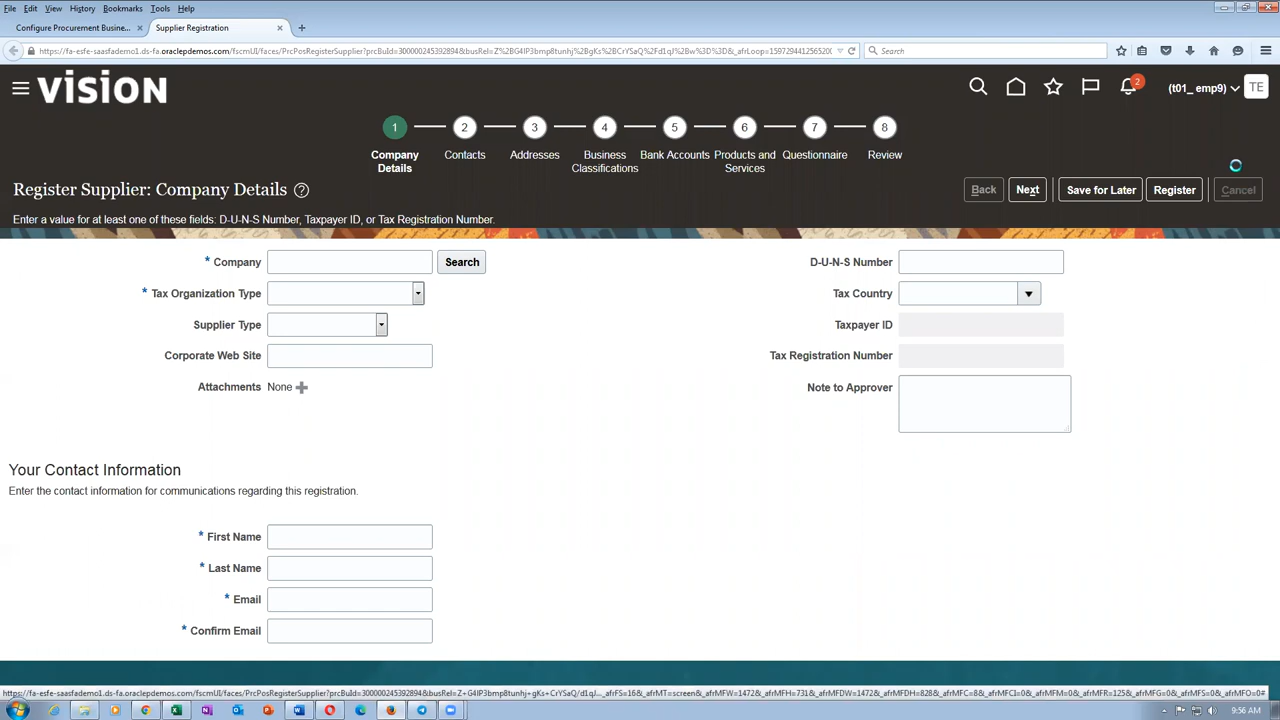 File Edit View History Bookmarks Tools Help
Configure Procurement Busine... × Supplier Registration × +
Search
vision
2
(t01_ emp9) TE
1 2 3 4 5 6 7 8
Company Details
Contacts
Addresses
Business Classifications
Bank Accounts
Products and Services
Questionnaire
Review
Register Supplier: Company Details ?
Back Next Save for Later Register Cancel
Enter a value for at least one of these fields: D-U-N-S Number, Taxpayer ID, or Tax Registration Number.
* Company Search
D-U-N-S Number
* Tax Organization Type
Tax Country
Supplier Type
Taxpayer ID
Corporate Web Site
Tax Registration Number
Attachments None
Note to Approver
Your Contact Information
Enter the contact information for communications regarding this registration.
* First Name
* Last Name
* Email
* Confirm Email
9:56 AM